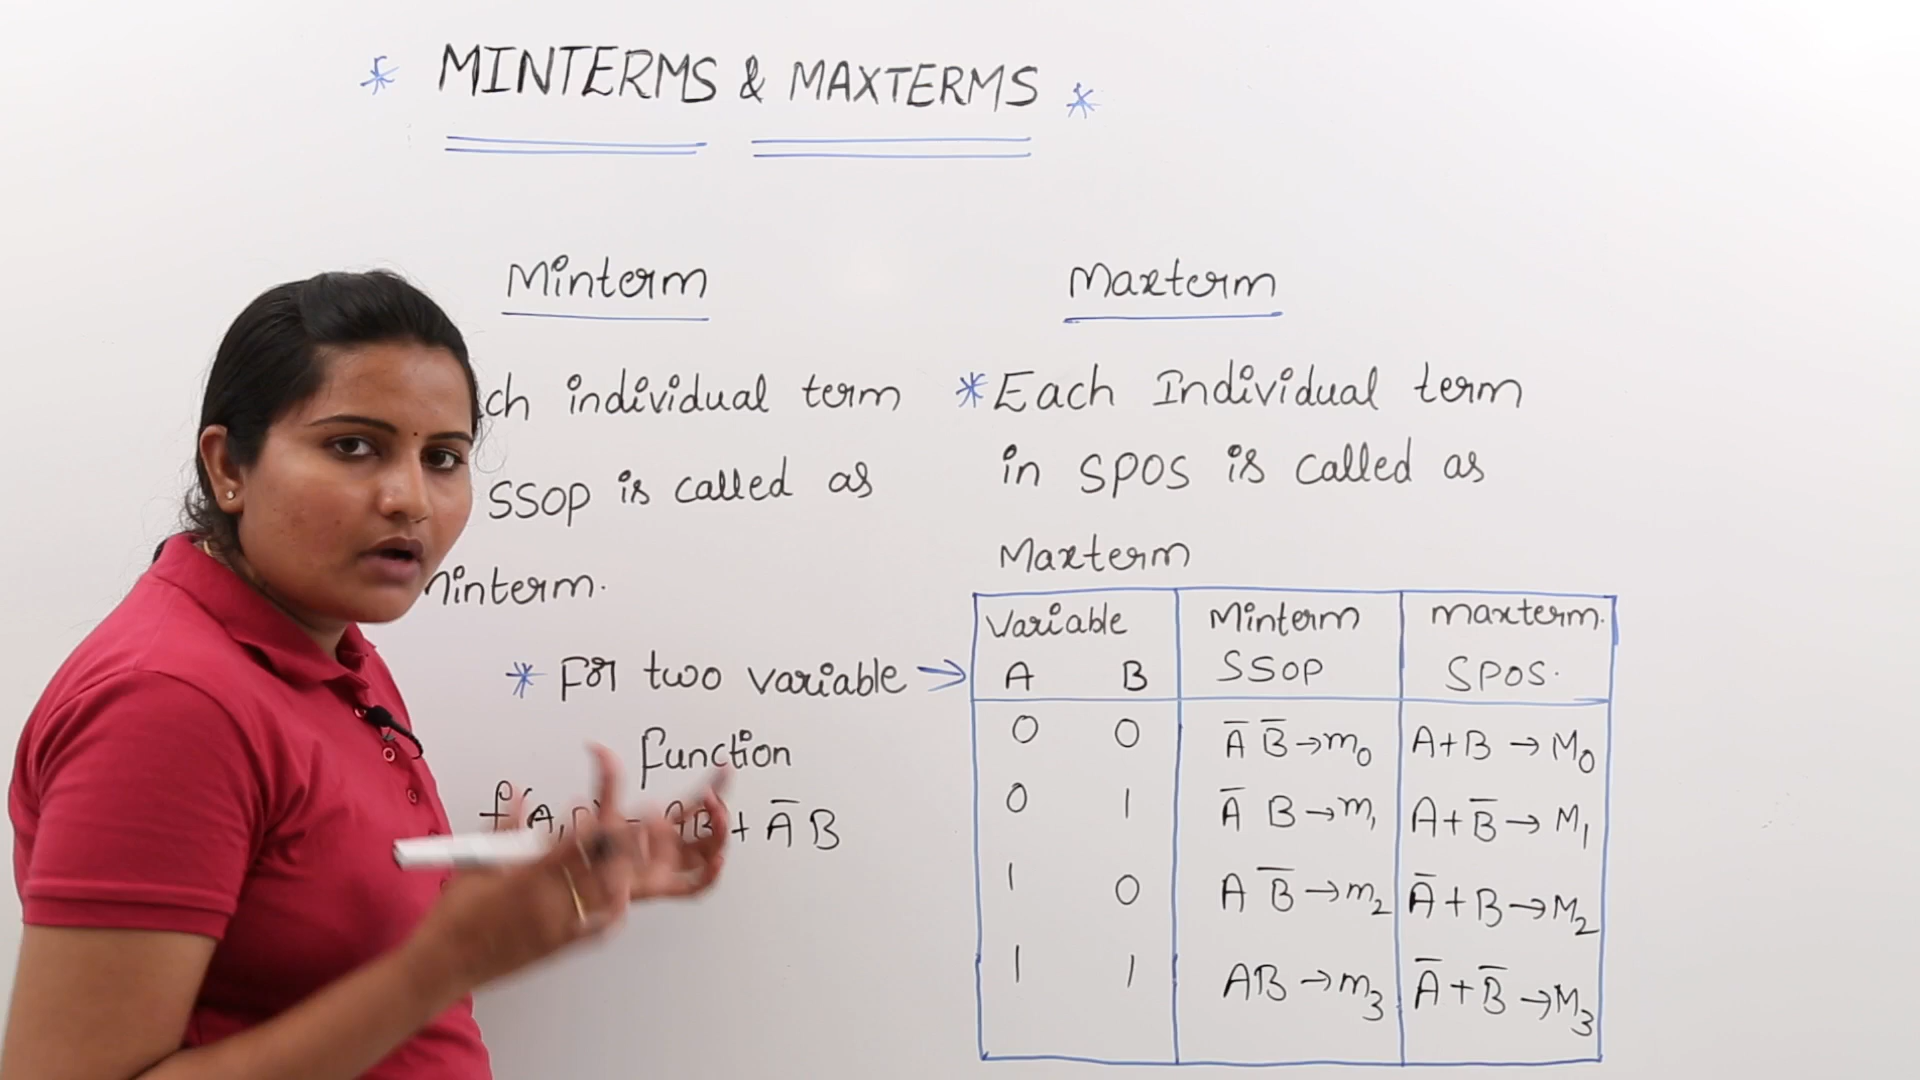 * MINTERMS & MAXTERMS *
Minterm
ch individual term
SSOP is called as
minterm.
Maxterm
* Each Individual term
in SPOS is called as
Maxterm
* For two variable →
function
f(A, B) = AB + A̅ B
Variable Minterm maxterm.
A B SSOP SPOS.
0 0 A̅ B̅ → m₀ A+B → M₀
0 1 A̅ B → m₁ A+B̅ → M₁
1 0 A B̅ → m₂ A̅+B → M₂
1 1 AB → m₃ A̅+B̅ → M₃